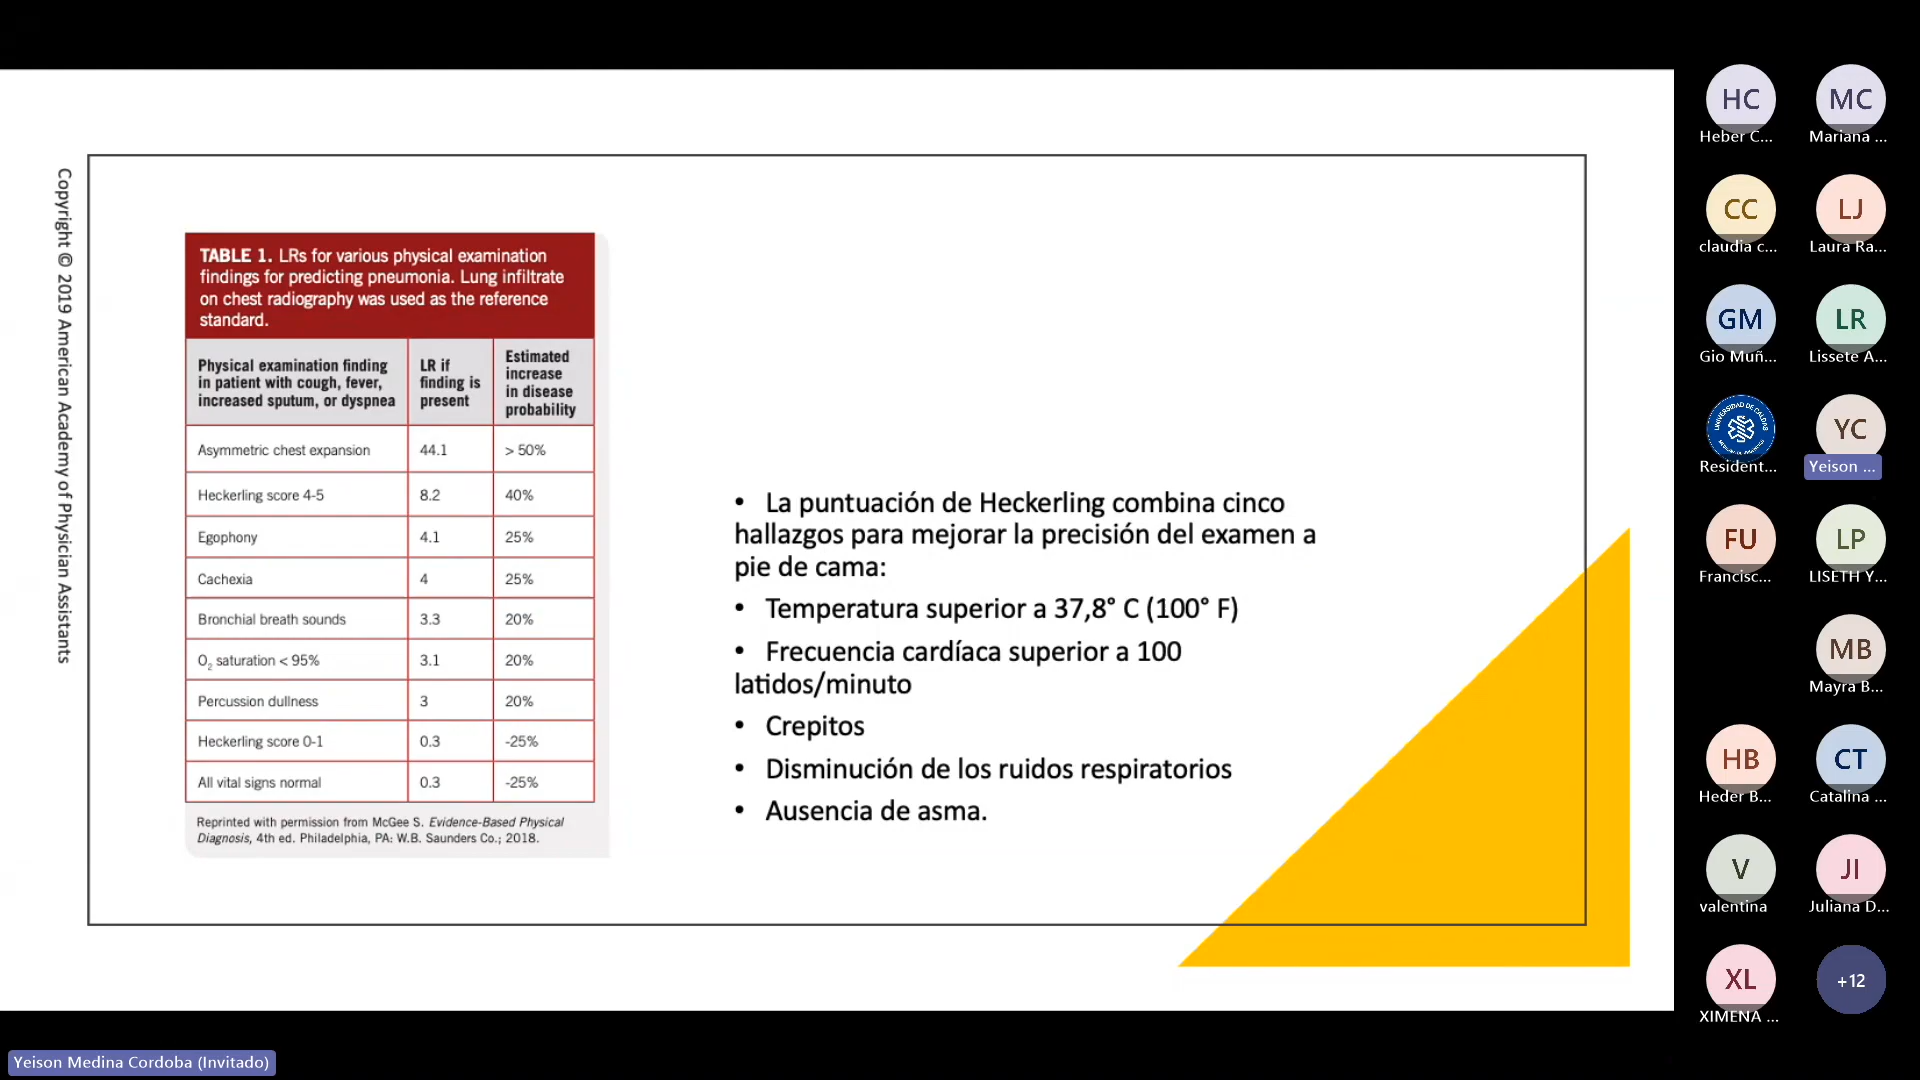 Copyright © 2019 American Academy of Physician Assistants
TABLE 1. LRs for various physical examination
findings for predicting pneumonia. Lung infiltrate
on chest radiography was used as the reference
standard.
Physical examination finding
in patient with cough, fever,
increased sputum, or dyspnea
LR if
finding is
present
Estimated
increase
in disease
probability
Asymmetric chest expansion 44.1 > 50%
Heckerling score 4-5 8.2 40%
Egophony 4.1 25%
Cachexia 4 25%
Bronchial breath sounds 3.3 20%
O₂ saturation < 95% 3.1 20%
Percussion dullness 3 20%
Heckerling score 0-1 0.3 -25%
All vital signs normal 0.3 -25%
Reprinted with permission from McGee S. Evidence-Based Physical
Diagnosis, 4th ed. Philadelphia, PA: W.B. Saunders Co.; 2018.
• La puntuación de Heckerling combina cinco
hallazgos para mejorar la precisión del examen a
pie de cama:
• Temperatura superior a 37,8° C (100° F)
• Frecuencia cardíaca superior a 100
latidos/minuto
• Crepitos
• Disminución de los ruidos respiratorios
• Ausencia de asma.
HC MC
Heber C... Mariana ...
CC LJ
claudia c... Laura Ra...
GM LR
Gio Muñ... Lissete A...
UNIVERSIDAD DE CALDAS
YC
Resident... Yeison ...
FU LP
Francisc... LISETH Y...
MB
Mayra B...
HB CT
Heder B... Catalina ...
V JI
valentina Juliana D...
XL +12
XIMENA ...
Yeison Medina Cordoba (Invitado)